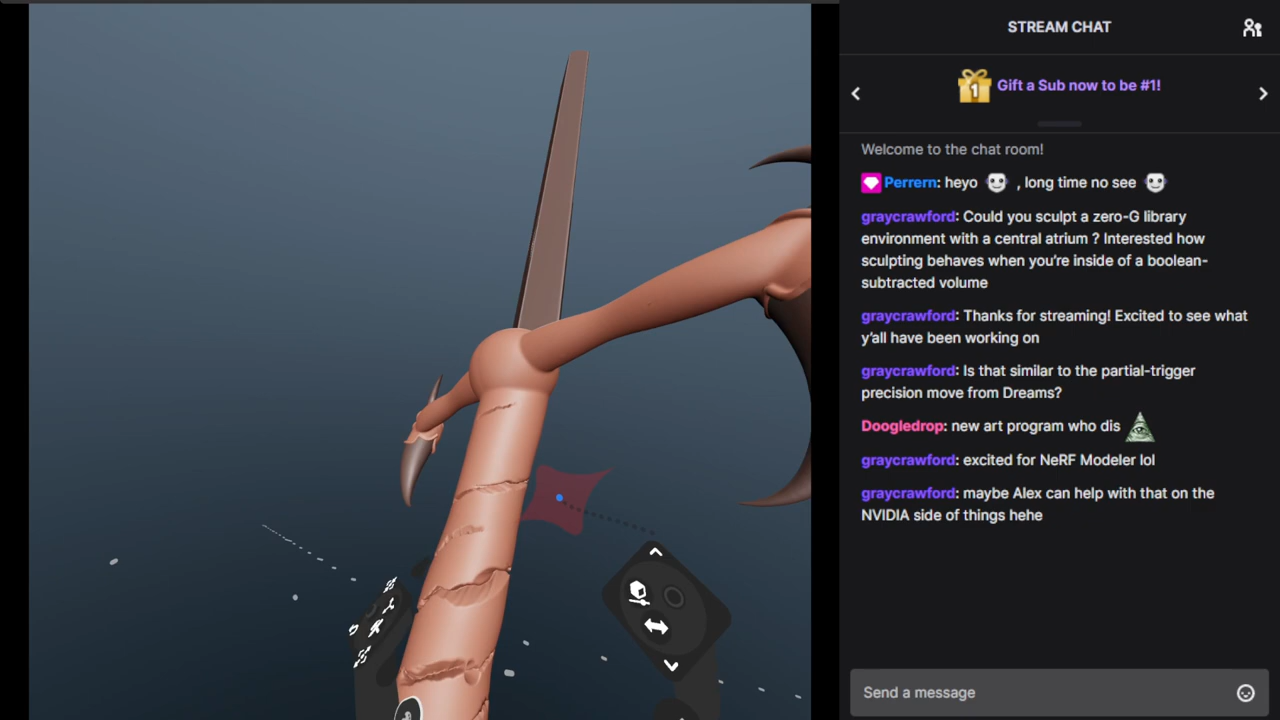 STREAM CHAT
1
Gift a Sub now to be #1!
Welcome to the chat room!
Perrern: heyo , long time no see
graycrawford: Could you sculpt a zero-G library
environment with a central atrium ? Interested how
sculpting behaves when you're inside of a boolean-
subtracted volume
graycrawford: Thanks for streaming! Excited to see what
y'all have been working on
graycrawford: Is that similar to the partial-trigger
precision move from Dreams?
Doogledrop: new art program who dis
graycrawford: excited for NeRF Modeler lol
graycrawford: maybe Alex can help with that on the
NVIDIA side of things hehe
Send a message